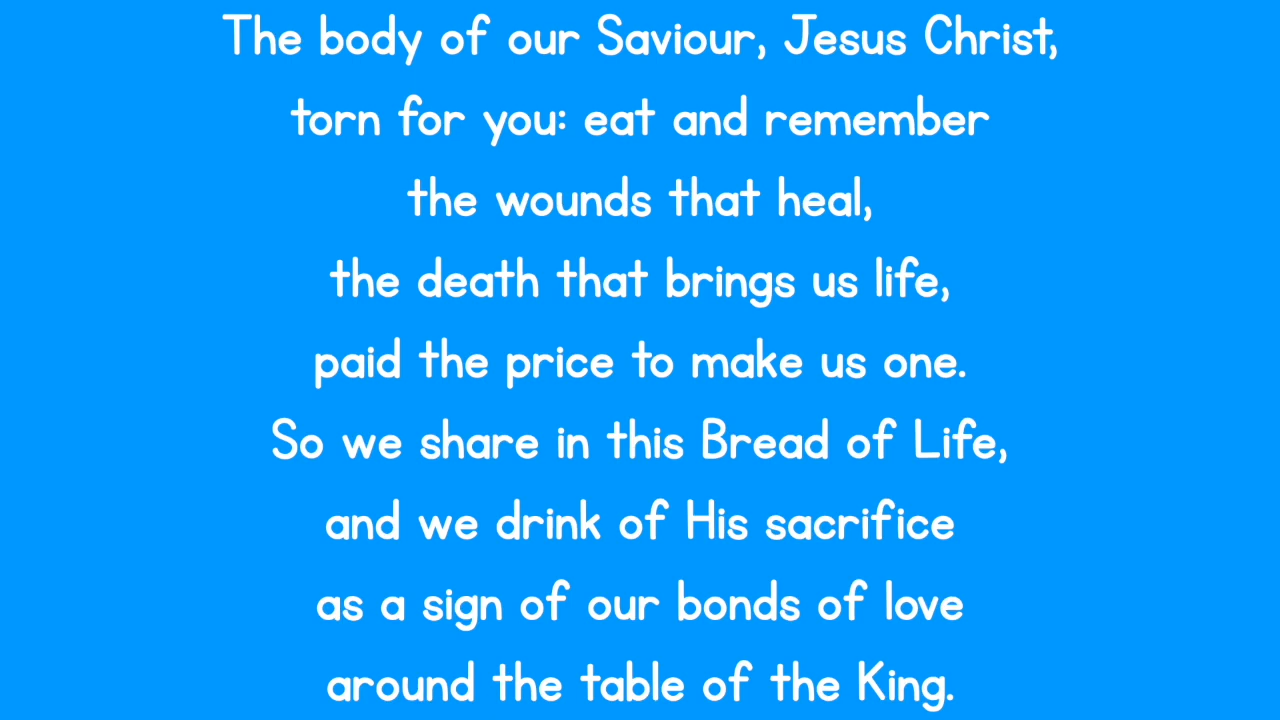 The body of our Saviour, Jesus Christ,
torn for you: eat and remember
the wounds that heal,
the death that brings us life,
paid the price to make us one.
So we share in this Bread of Life,
and we drink of His sacrifice
as a sign of our bonds of love
around the table of the King.